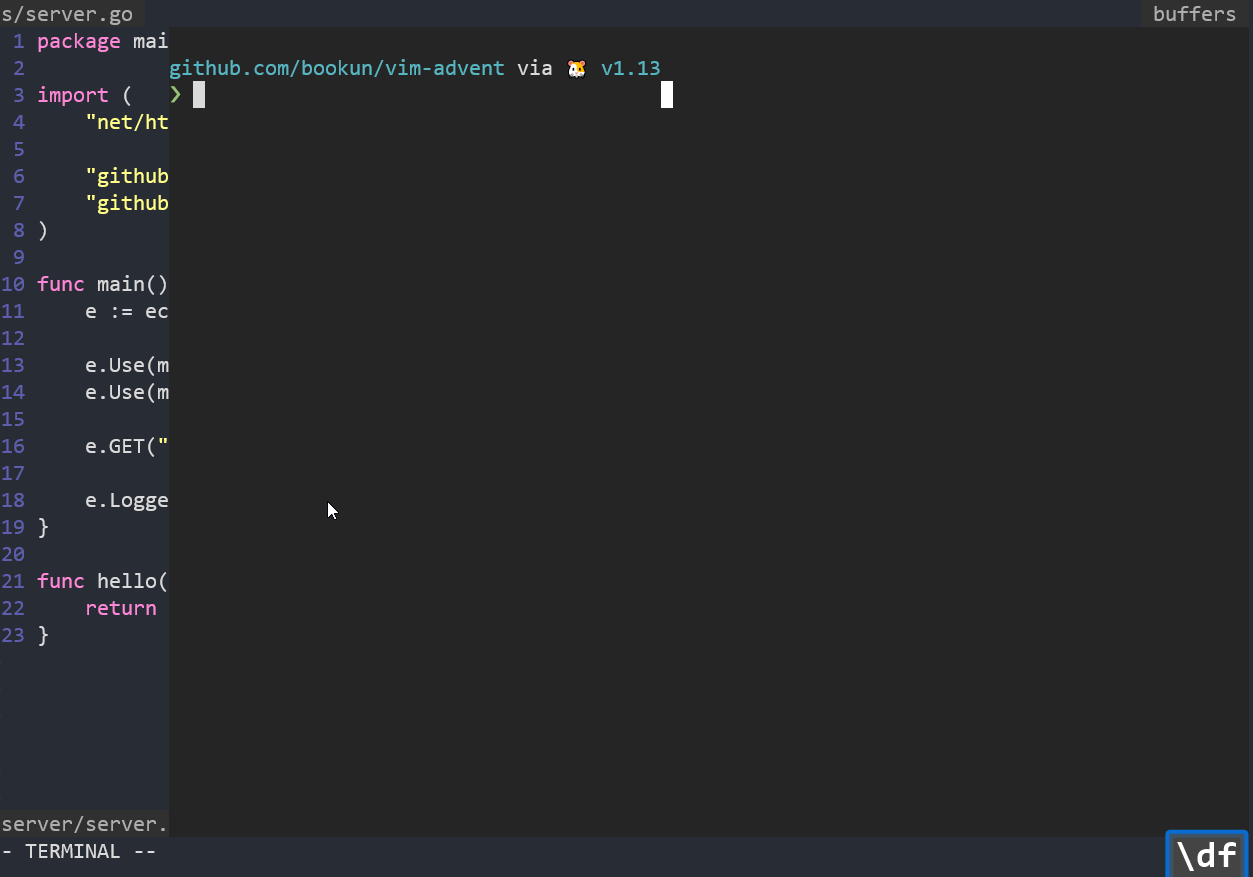 s/server.go buffers
1 package mai
2 github.com/bookun/vim-advent via 🐹 v1.13
3 import ( ❯
4 "net/ht
5
6 "github
7 "github
8 )
9
10 func main()
11 e := ec
12
13 e.Use(m
14 e.Use(m
15
16 e.GET("
17
18 e.Logge
19 }
20
21 func hello(
22 return
23 }
server/server.
- TERMINAL --
\df